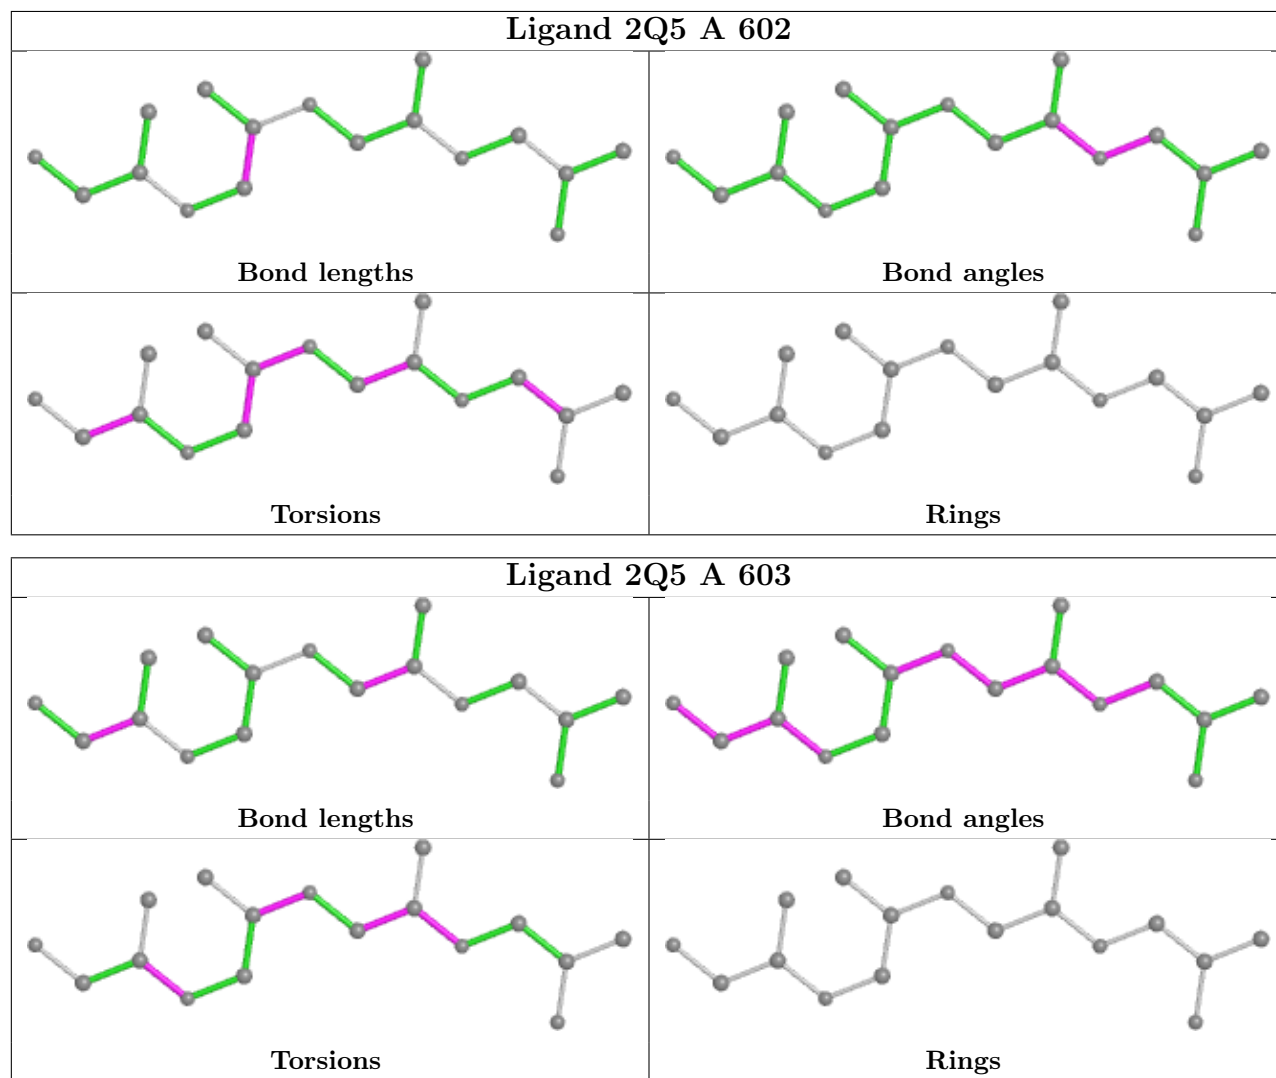 Ligand 2Q5 A 602
Bond lengths
Bond angles
Torsions
Rings
Ligand 2Q5 A 603
Bond lengths
Bond angles
Torsions
Rings